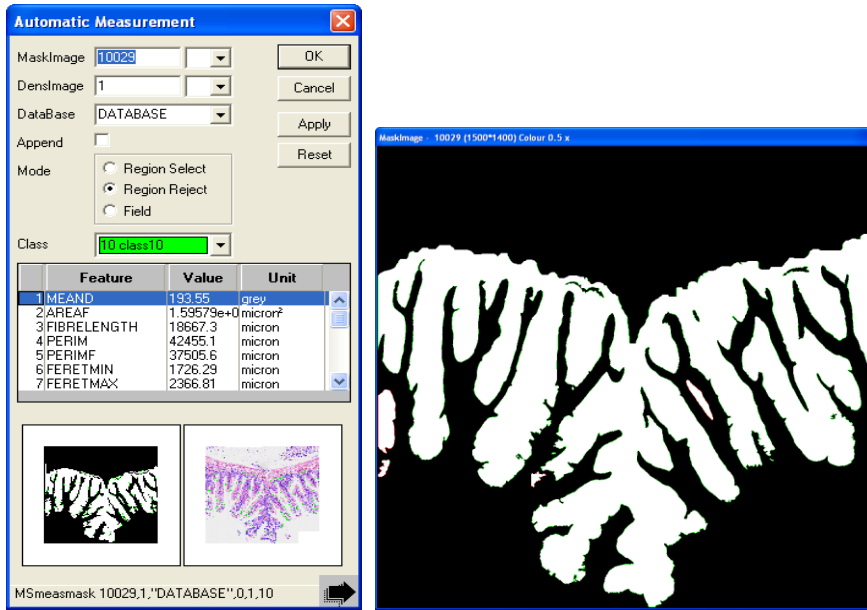 Automatic Measurement
MaskImage 10029
OK
DensImage 1
Cancel
DataBase DATABASE
Apply
Append
Reset
Mode
Region Select
Region Reject
Field
Class 10 class10
Feature Value Unit
1 MEAND 193.55 grey
2 AREAF 1.59579e+0 micron²
3 FIBRELENGTH 18667.3 micron
4 PERIM 42455.1 micron
5 PERIMF 37505.6 micron
6 FERETMIN 1726.29 micron
7 FERETMAX 2366.81 micron
MSmeasmask 10029,1,"DATABASE",0,1,10
MaskImage - 10029 (1500*1400) Colour 0.5 x